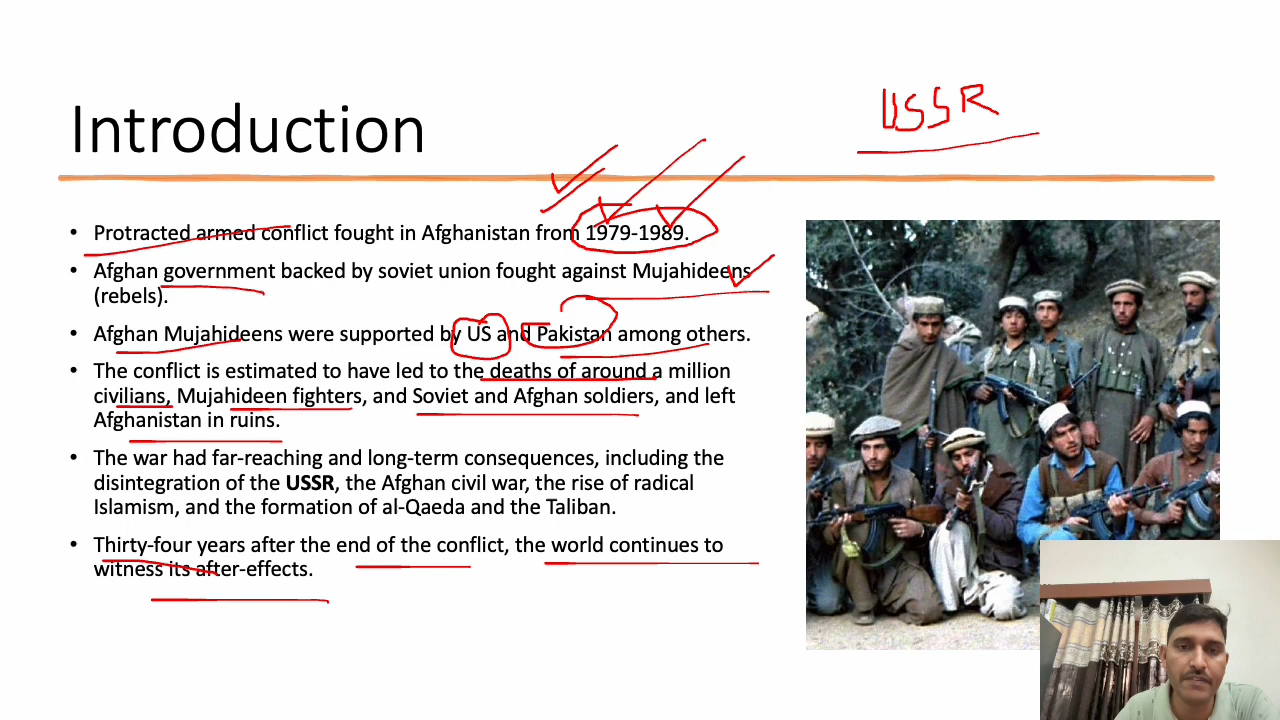 Introduction
USSR
• Protracted armed conflict fought in Afghanistan from 1979-1989.
• Afghan government backed by soviet union fought against Mujahideens
(rebels).
• Afghan Mujahideens were supported by US and Pakistan among others.
• The conflict is estimated to have led to the deaths of around a million
civilians, Mujahideen fighters, and Soviet and Afghan soldiers, and left
Afghanistan in ruins.
• The war had far-reaching and long-term consequences, including the
disintegration of the USSR, the Afghan civil war, the rise of radical
Islamism, and the formation of al-Qaeda and the Taliban.
• Thirty-four years after the end of the conflict, the world continues to
witness its after-effects.